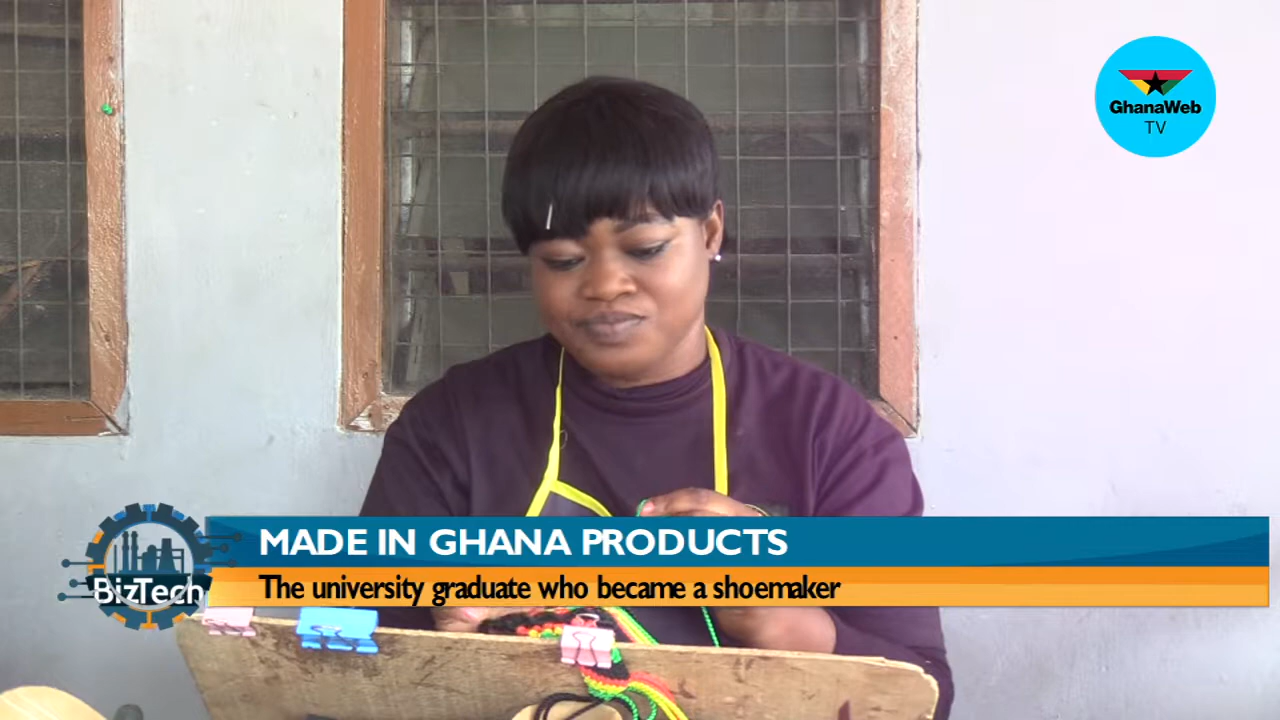 GhanaWeb
TV
MADE IN GHANA PRODUCTS
The university graduate who became a shoemaker
BizTech